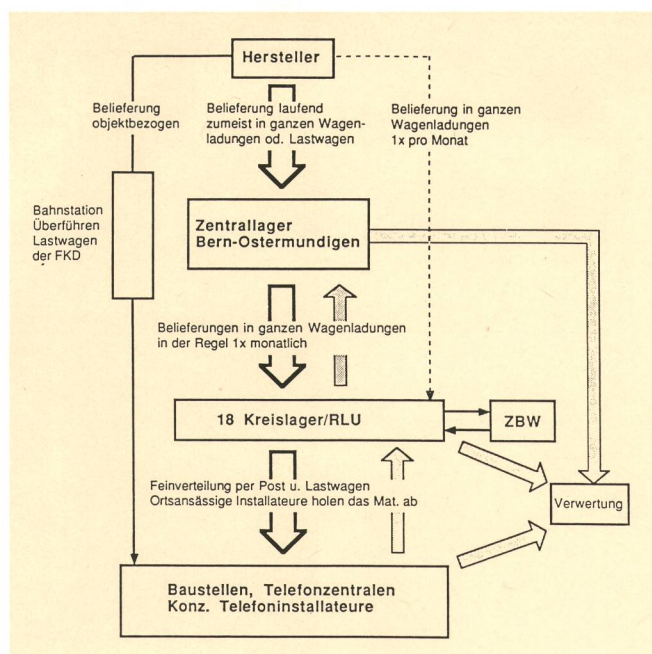 Hersteller
Belieferung
objektbezogen
Belieferung laufend
zumeist in ganzen Wagen-
ladungen od. Lastwagen
Belieferung in ganzen
Wagenladungen
1x pro Monat
Bahnstation
Überführen
Lastwagen
der FKD
Zentrallager
Bern-Ostermundigen
Belieferungen in ganzen Wagenladungen
in der Regel 1x monatlich
18 Kreislager/RLU
ZBW
Feinverteilung per Post u. Lastwagen
Ortsansässige Installateure holen das Mat. ab
Verwertung
Baustellen, Telefonzentralen
Konz. Telefoninstallateure